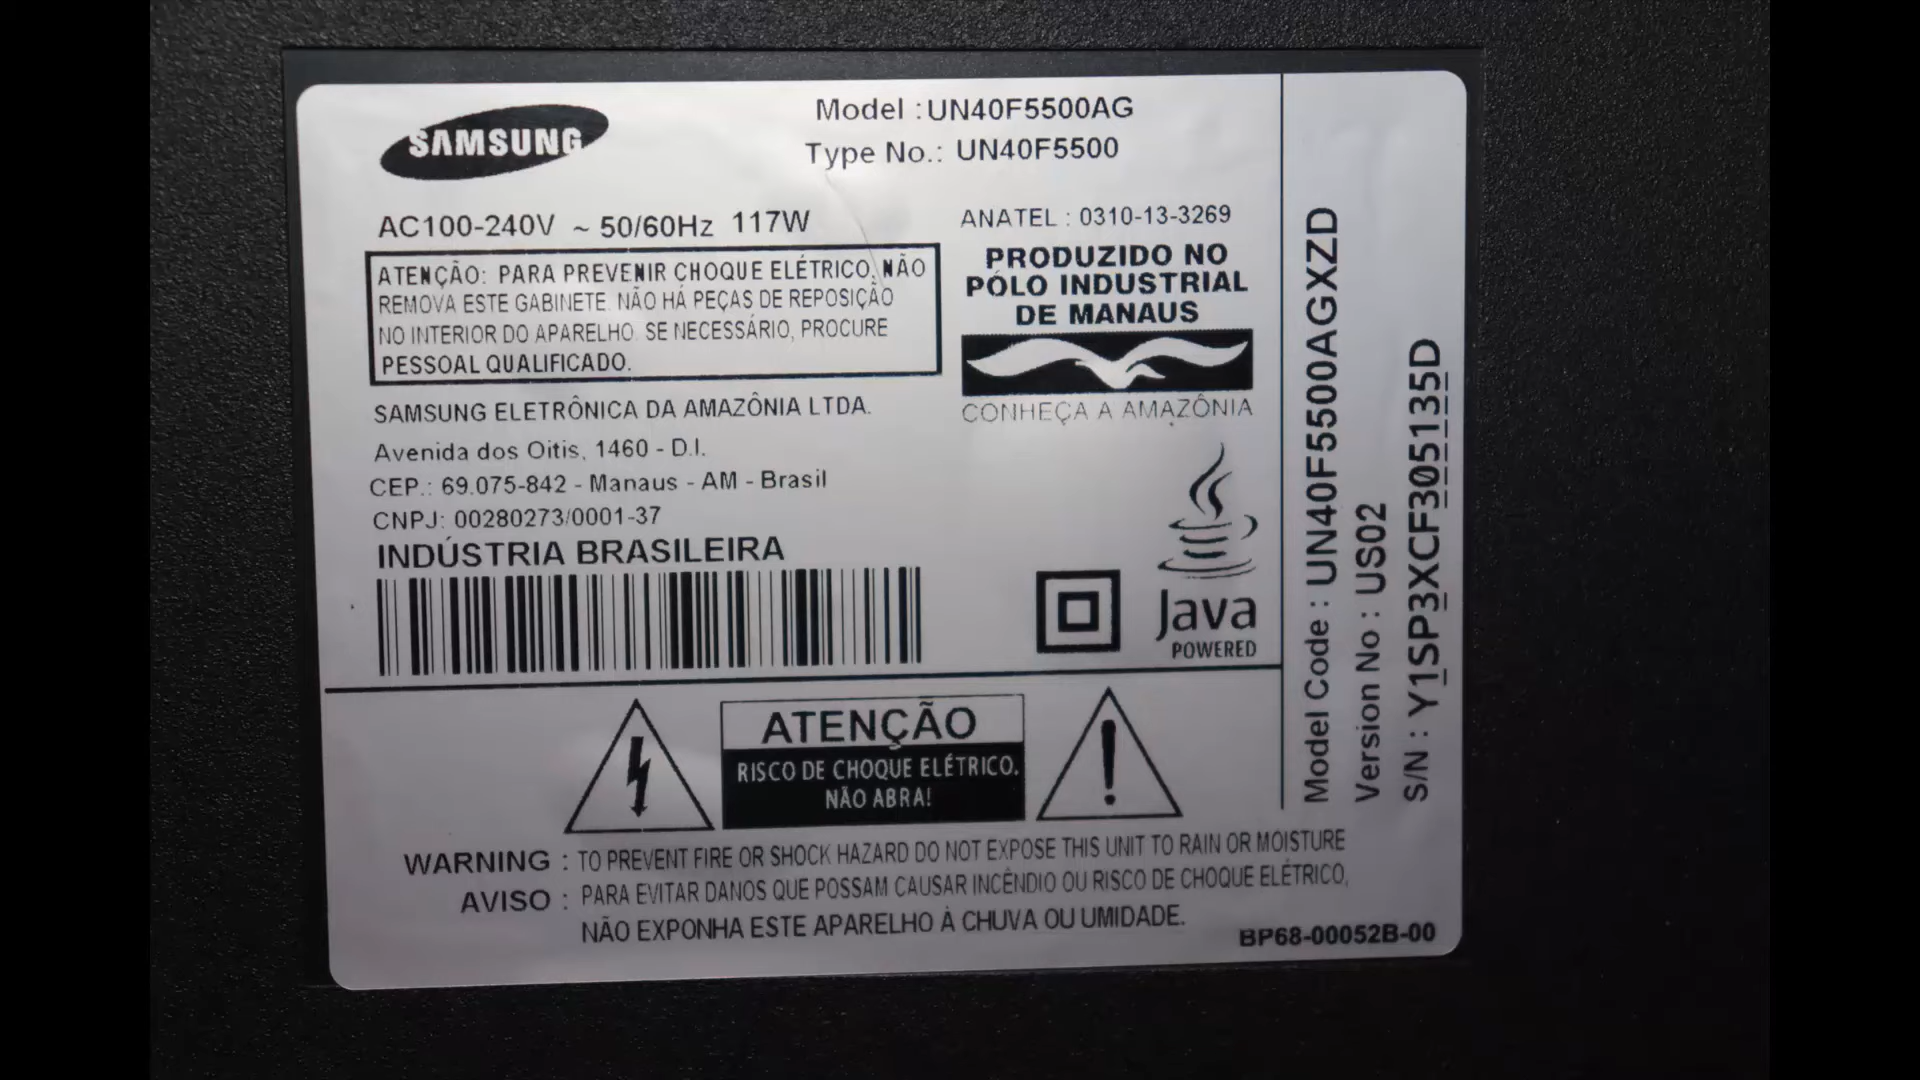 SAMSUNG
Model : UN40F5500AG
Type No.: UN40F5500
AC100-240V ~ 50/60Hz 117W
ATENÇÃO: PARA PREVENIR CHOQUE ELÉTRICO, NÃO
REMOVA ESTE GABINETE. NÃO HÁ PEÇAS DE REPOSIÇÃO
NO INTERIOR DO APARELHO. SE NECESSÁRIO, PROCURE
PESSOAL QUALIFICADO.
SAMSUNG ELETRÔNICA DA AMAZÔNIA LTDA.
Avenida dos Oitis, 1460 - D.I.
CEP.: 69.075-842 - Manaus - AM - Brasil
CNPJ: 00280273/0001-37
INDÚSTRIA BRASILEIRA
ANATEL : 0310-13-3269
PRODUZIDO NO
PÓLO INDUSTRIAL
DE MANAUS
CONHEÇA A AMAZÔNIA
Java
POWERED
Model Code : UN40F5500AGXZD
Version No : US02
S/N : Y1SP3XCF305135D
ATENÇÃO
RISCO DE CHOQUE ELÉTRICO.
NÃO ABRA!
WARNING : TO PREVENT FIRE OR SHOCK HAZARD DO NOT EXPOSE THIS UNIT TO RAIN OR MOISTURE
AVISO : PARA EVITAR DANOS QUE POSSAM CAUSAR INCÊNDIO OU RISCO DE CHOQUE ELÉTRICO,
NÃO EXPONHA ESTE APARELHO À CHUVA OU UMIDADE.
BP68-00052B-00